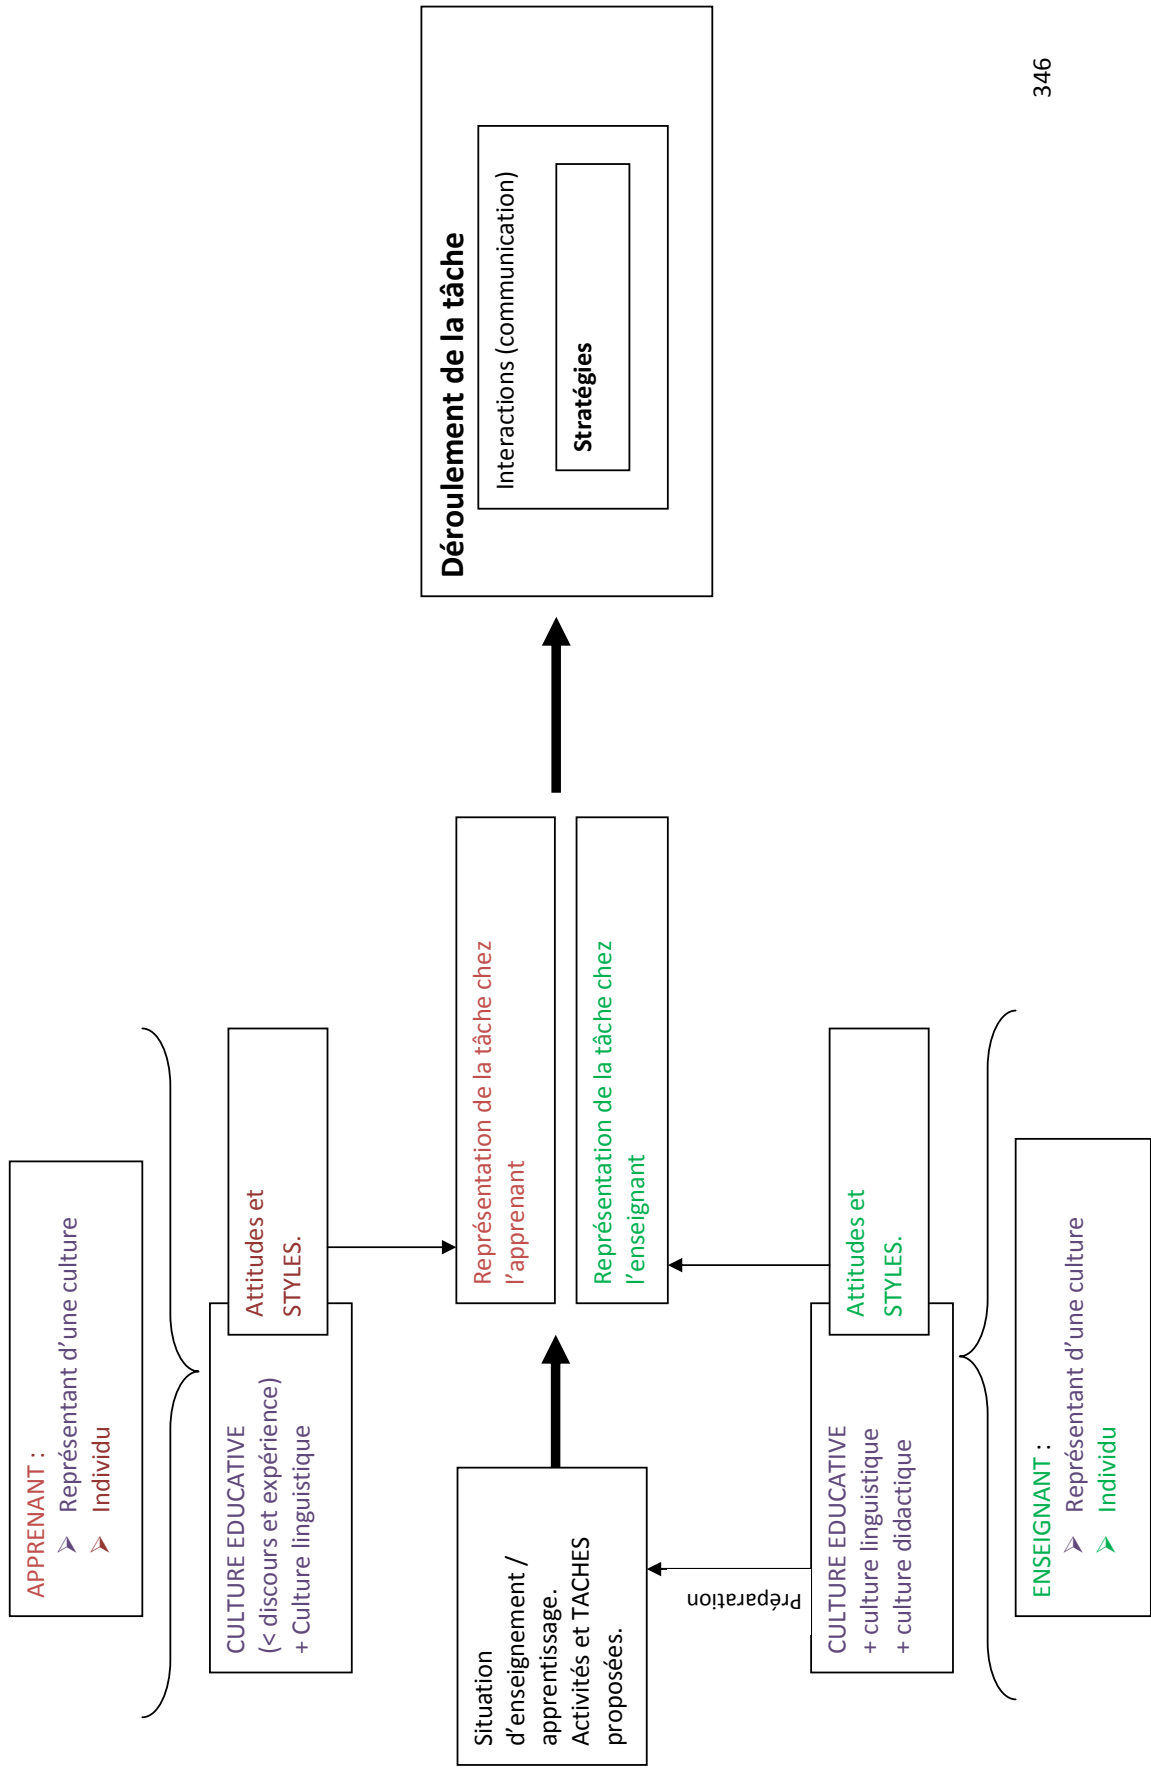 APPRENANT :
➢ Représentant d’une culture
➢ Individu
CULTURE EDUCATIVE
(< discours et expérience)
+ Culture linguistique
Attitudes et
STYLES.
Situation
d’enseignement /
apprentissage.
Activités et TACHES
proposées.
Représentation de la tâche chez
l’apprenant
Représentation de la tâche chez
l’enseignant
Déroulement de la tâche
Interactions (communication)
Stratégies
Préparation
CULTURE EDUCATIVE
+ culture linguistique
+ culture didactique
Attitudes et
STYLES.
ENSEIGNANT :
➢ Représentant d’une culture
➢ Individu
346